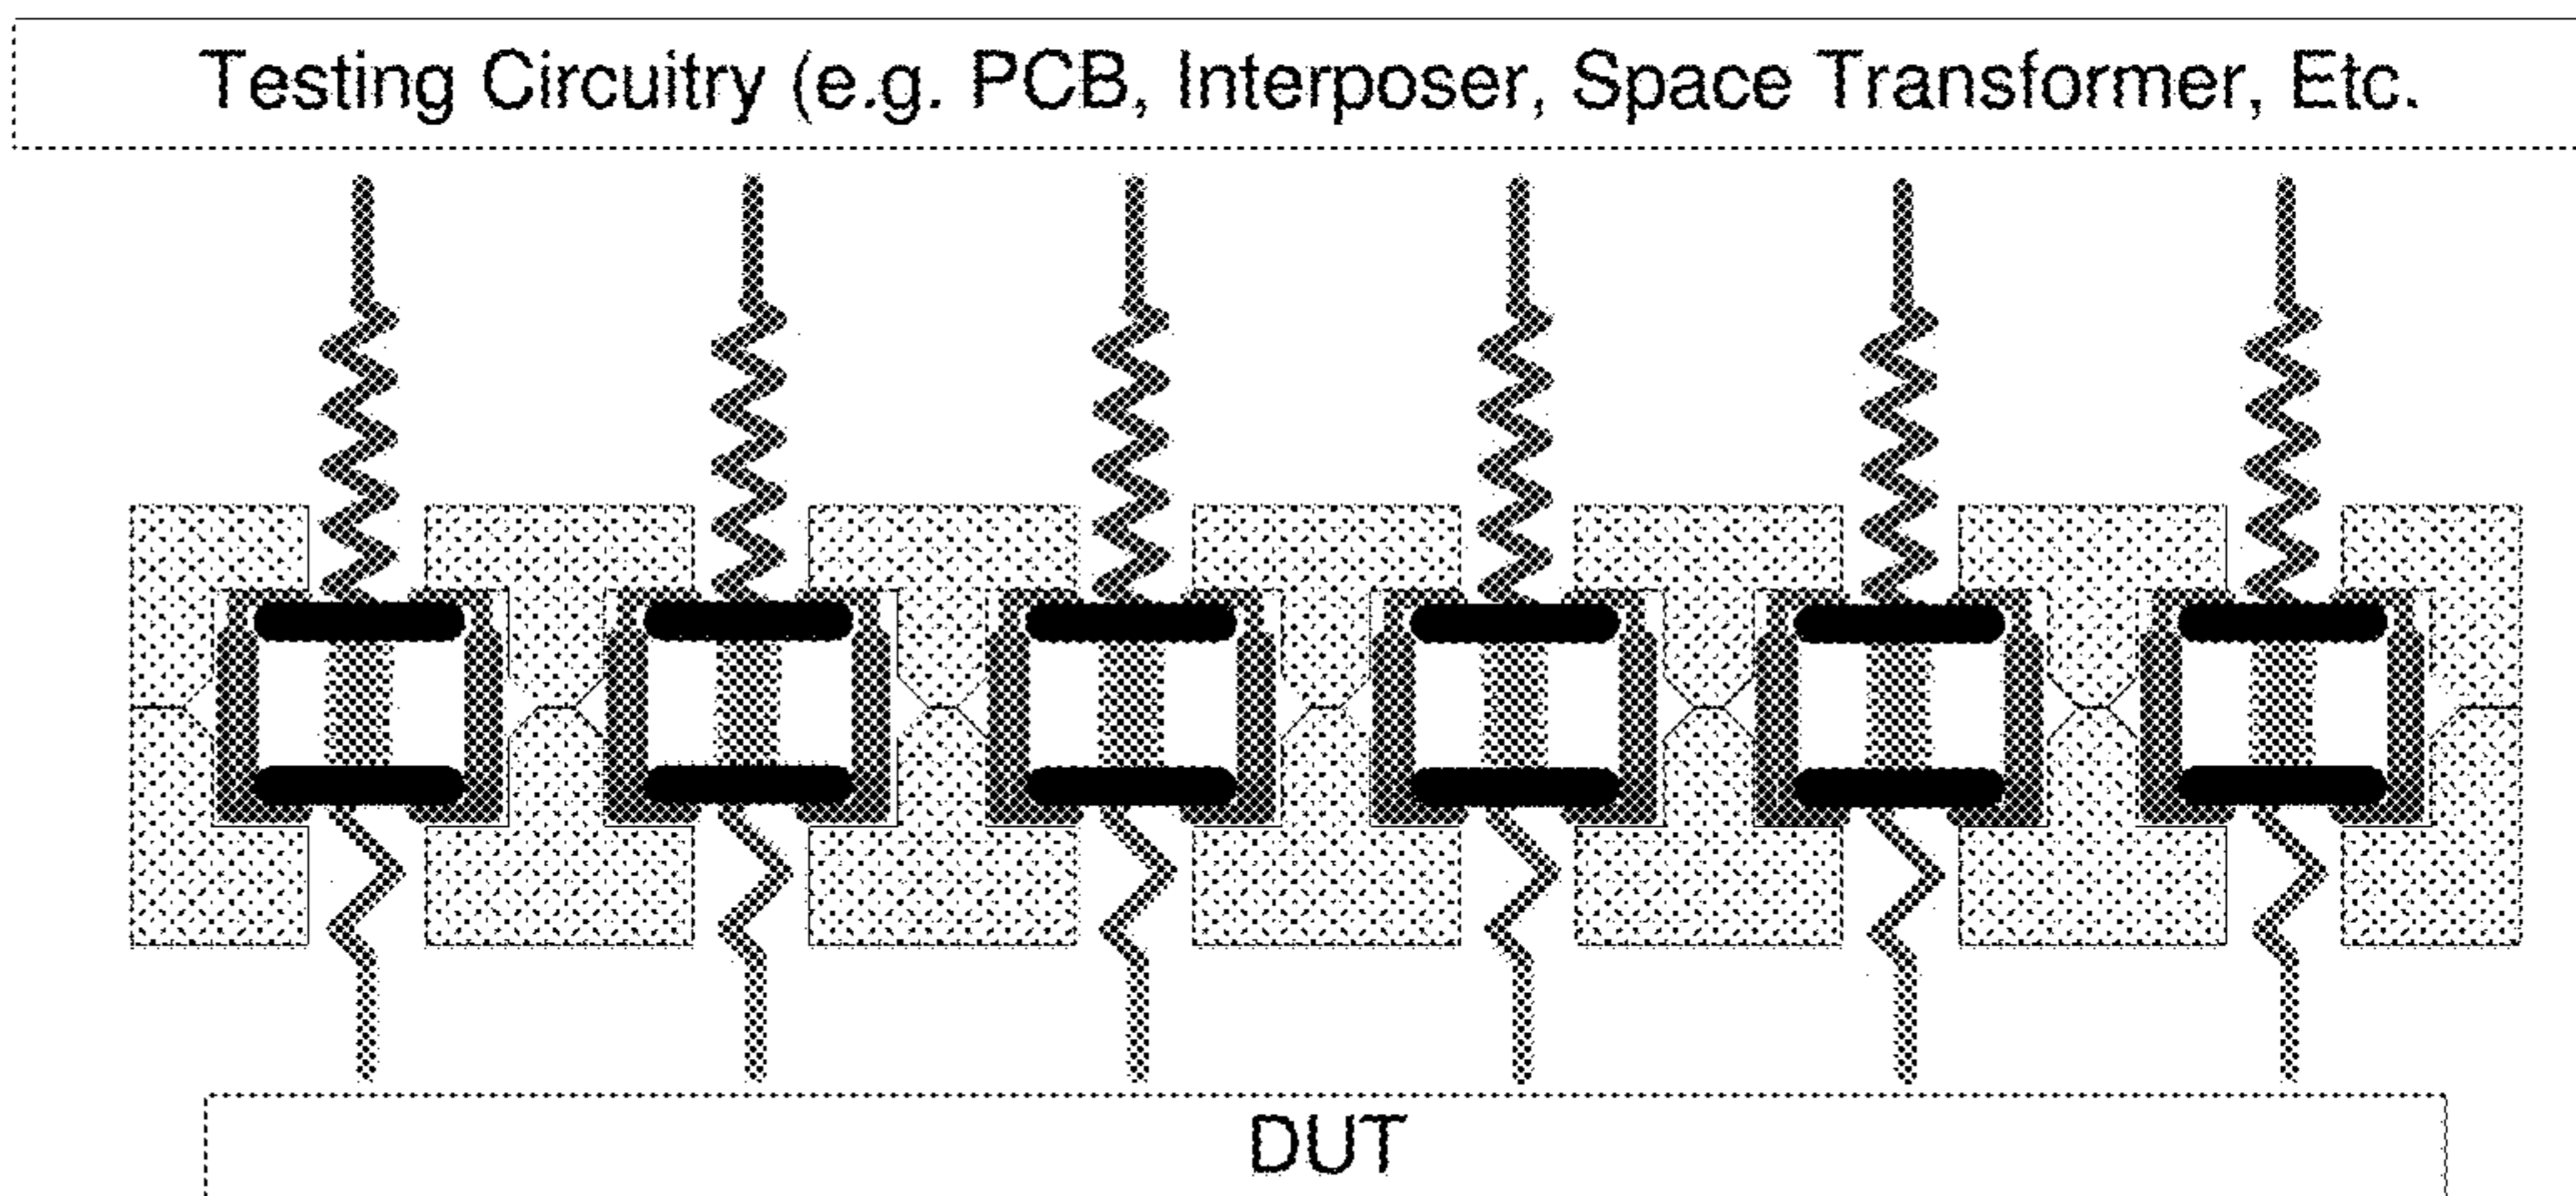 Testing Circuitry (e.g. PCB, Interposer, Space Transformer, Etc.
DUT